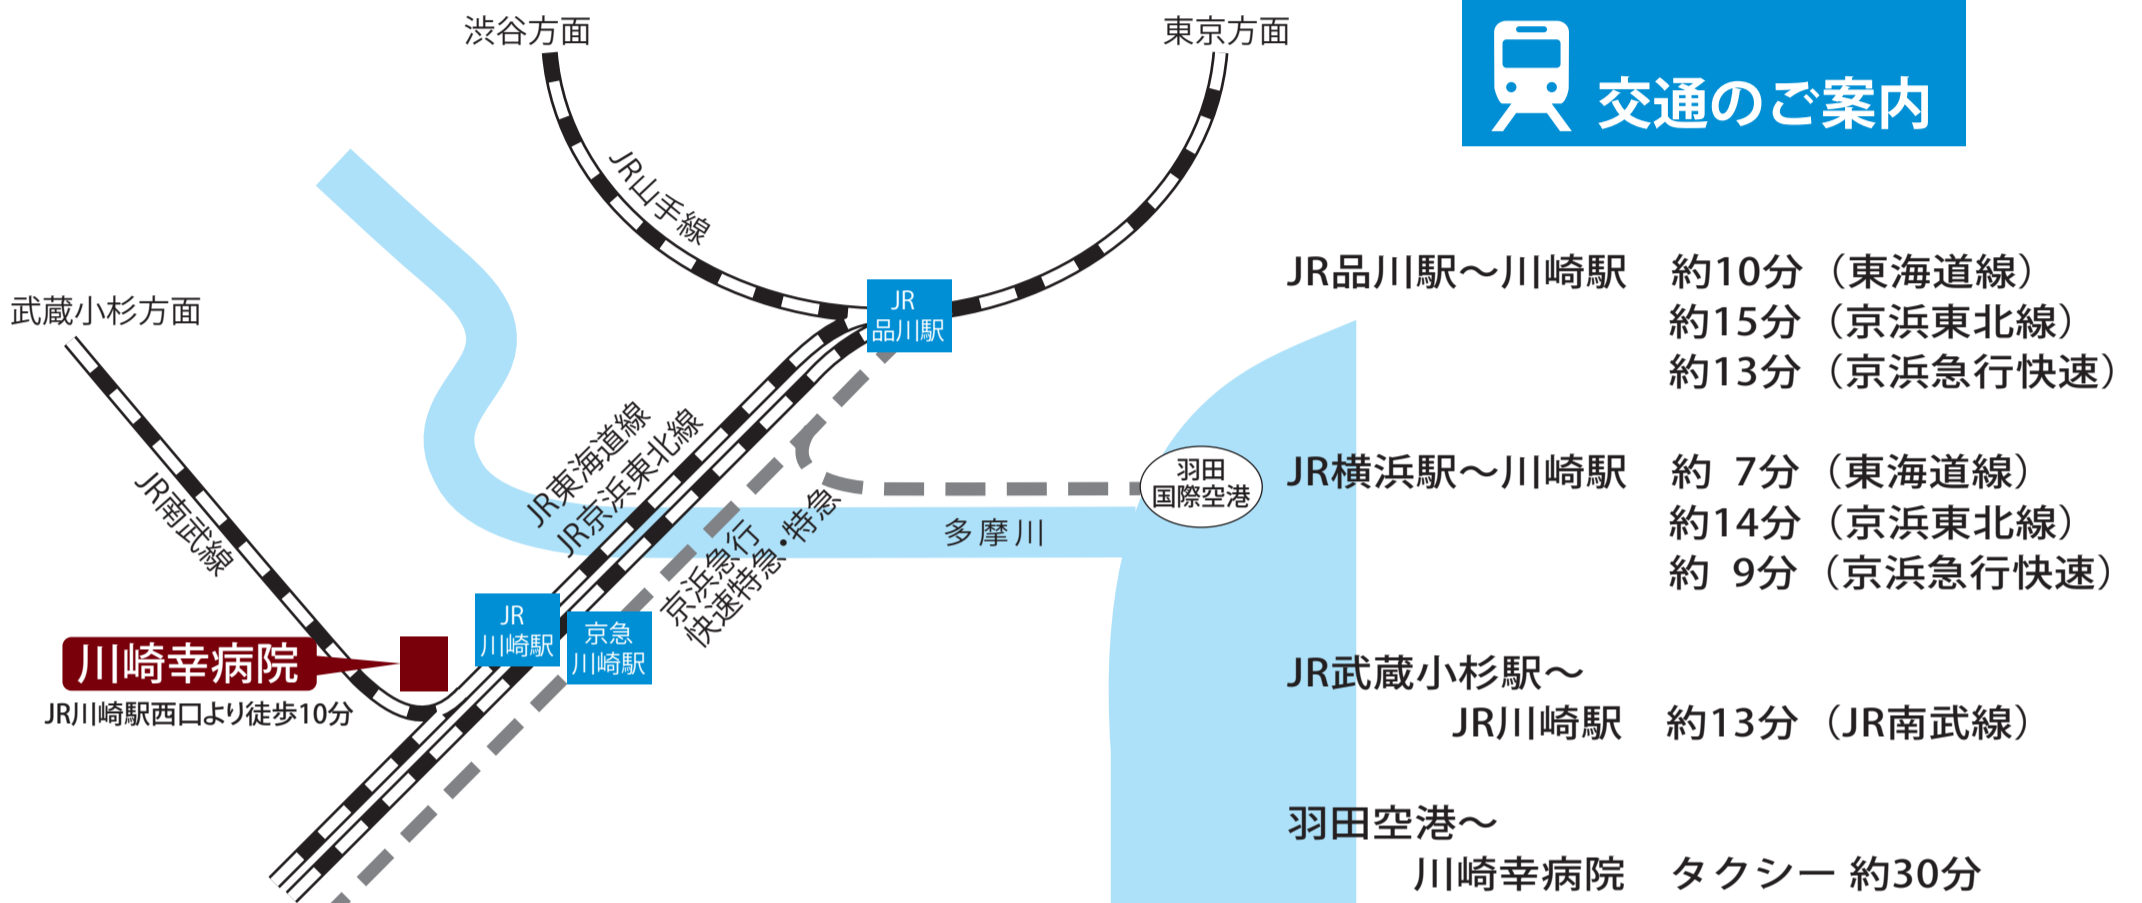 渋谷方面
東京方面
交通のご案内
JR山手線
武蔵小杉方面
JR
品川駅
JR南武線
JR東海道線
JR京浜東北線
京浜急行
快速特急・特急
羽田
国際空港
多摩川
JR
川崎駅
京急
川崎駅
川崎幸病院
JR川崎駅西口より徒歩10分
JR品川駅〜川崎駅 約10分（東海道線）
約15分（京浜東北線）
約13分（京浜急行快速）
JR横浜駅〜川崎駅 約 7分（東海道線）
約14分（京浜東北線）
約 9分（京浜急行快速）
JR武蔵小杉駅〜
JR川崎駅 約13分（JR南武線）
羽田空港〜
川崎幸病院 タクシー 約30分